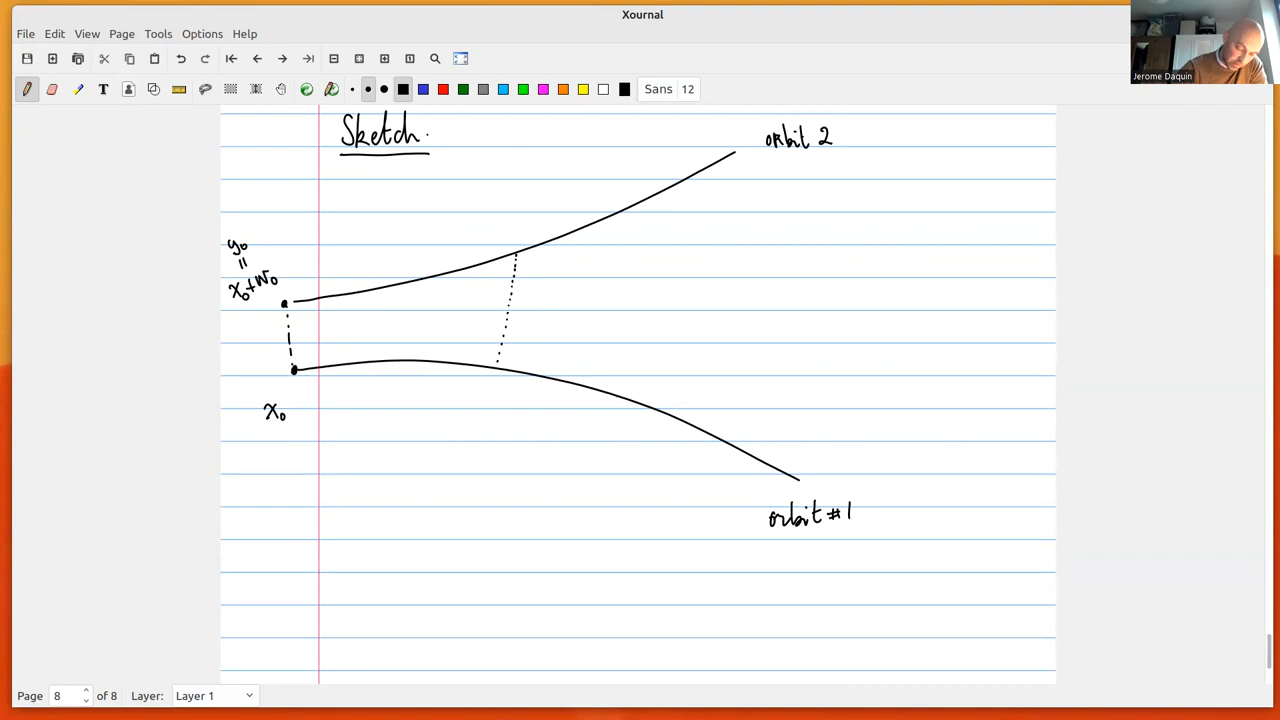 Xournal
File Edit View Page Tools Options Help
Sans 12
Jerome Daquin
Sketch.
orbit 2
y₀
=
x₀+w₀
x₀
orbit #1
Page 8 of 8 Layer: Layer 1